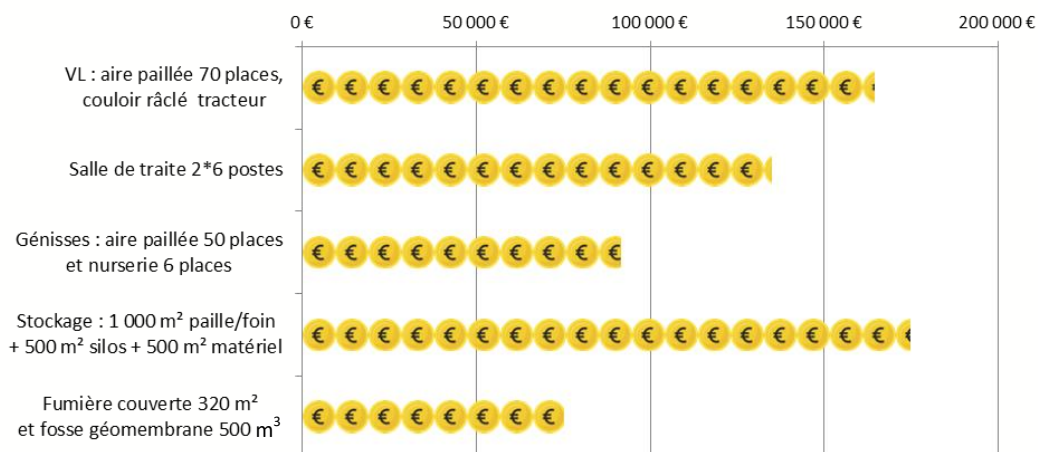 0 € 50 000 € 100 000 € 150 000 € 200 000 €
VL : aire paillée 70 places,
couloir râclé tracteur
€ € € € € € € € € € € € € € € € € €
Salle de traite 2*6 postes
€ € € € € € € € € € € € € €
Génisses : aire paillée 50 places
et nurserie 6 places
€ € € € € € € € € €
Stockage : 1 000 m² paille/foin
+ 500 m² silos + 500 m² matériel
€ € € € € € € € € € € € € € € € € € €
Fumière couverte 320 m²
et fosse géomembrane 500 m³
€ € € € € € € €